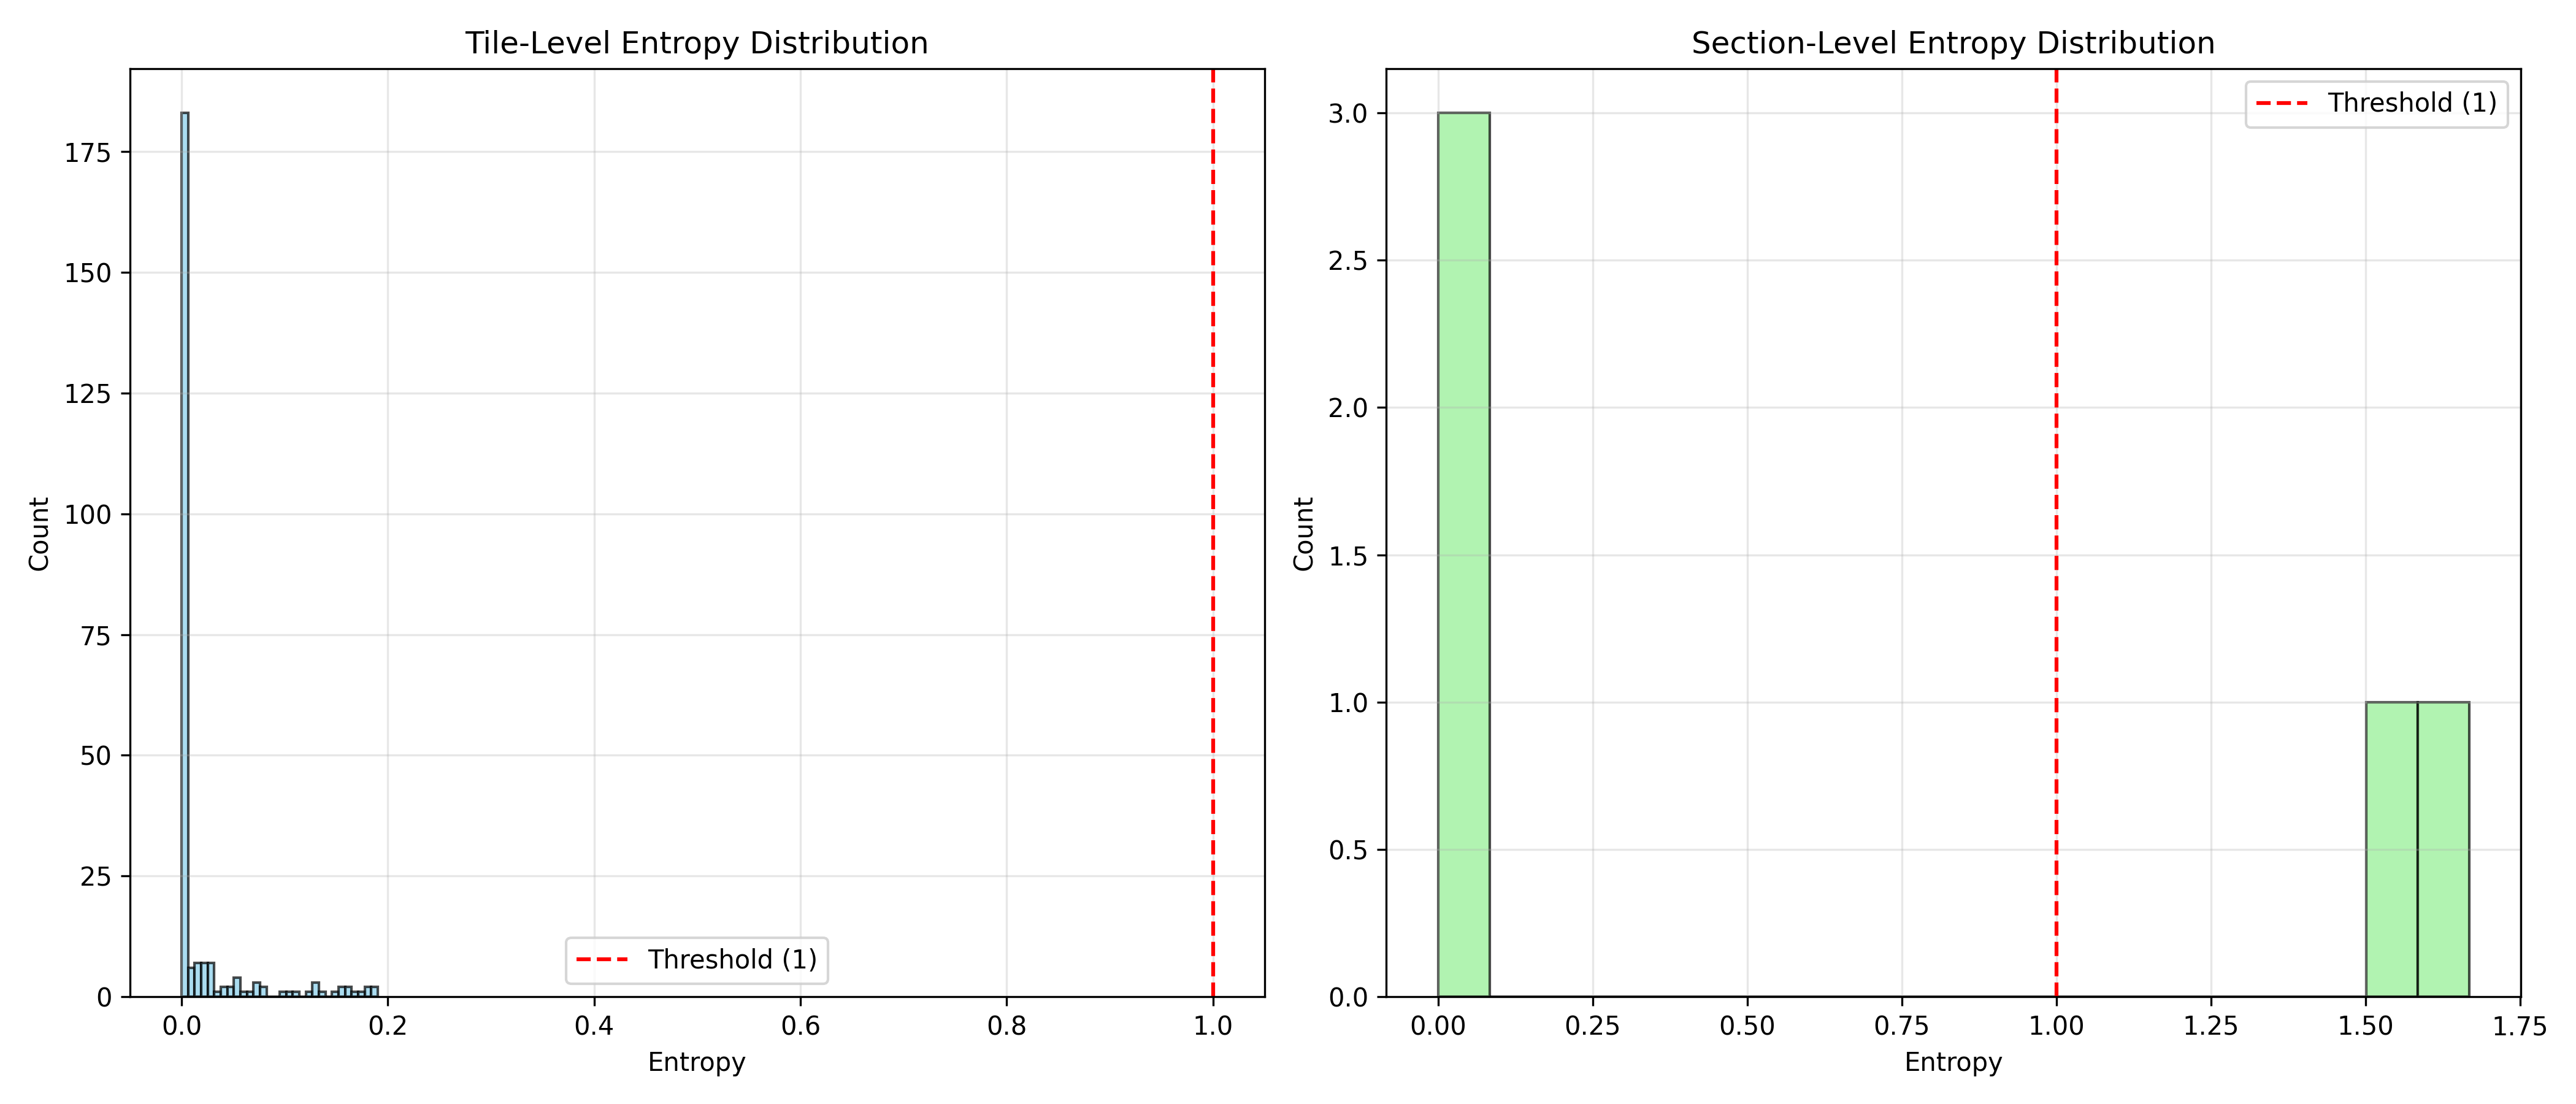 Tile-Level Entropy Distribution
Count
175
150
125
100
75
50
25
0
Threshold (1)
0.0 0.2 0.4 0.6 0.8 1.0
Entropy
Section-Level Entropy Distribution
Threshold (1)
Count
3.0
2.5
2.0
1.5
1.0
0.5
0.0
0.00 0.25 0.50 0.75 1.00 1.25 1.50 1.75
Entropy